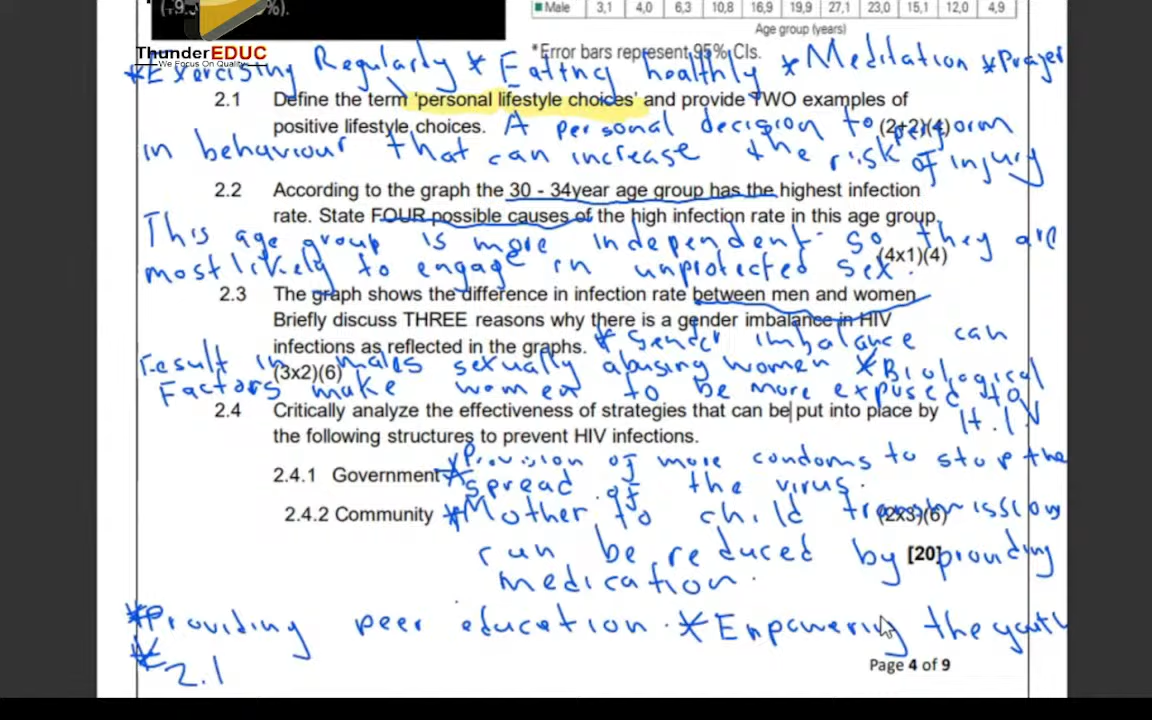 (-9.  %).
Male 3,1 4,0 6,3 10,8 16,9 19,9 27,1 23,0 15,1 12,0 4,9
Age group (years)
ThunderEDUC
We Focus On Quality
*Error bars represent 95% CIs.
*Exercising Regularly *Eating healthly *Meditation *Prayer
2.1 Define the term 'personal lifestyle choices' and provide TWO examples of
positive lifestyle choices. (2+2)(4)
A personal decision to perform
in behaviour that can increase the risk of injury
2.2 According to the graph the 30 - 34year age group has the highest infection
rate. State FOUR possible causes of the high infection rate in this age group.
(4x1)(4)
This age group is more independent so they are
most likely to engage in unprotected sex.
2.3 The graph shows the difference in infection rate between men and women
Briefly discuss THREE reasons why there is a gender imbalance in HIV
infections as reflected in the graphs.
(3x2)(6)
*Gender imbalance can
result in males sexually abusing women *Biological
Factors make women to be more exposed to
H.IV
2.4 Critically analyze the effectiveness of strategies that can be put into place by
the following structures to prevent HIV infections.
2.4.1 Government
*Provision of more condoms to stop the
spread of the virus.
2.4.2 Community (2x3)(6)
*Mother to child transmission
can be reduced by providing
[20]
medication.
*Providing peer education. *Empowering the youth
*2.1
Page 4 of 9